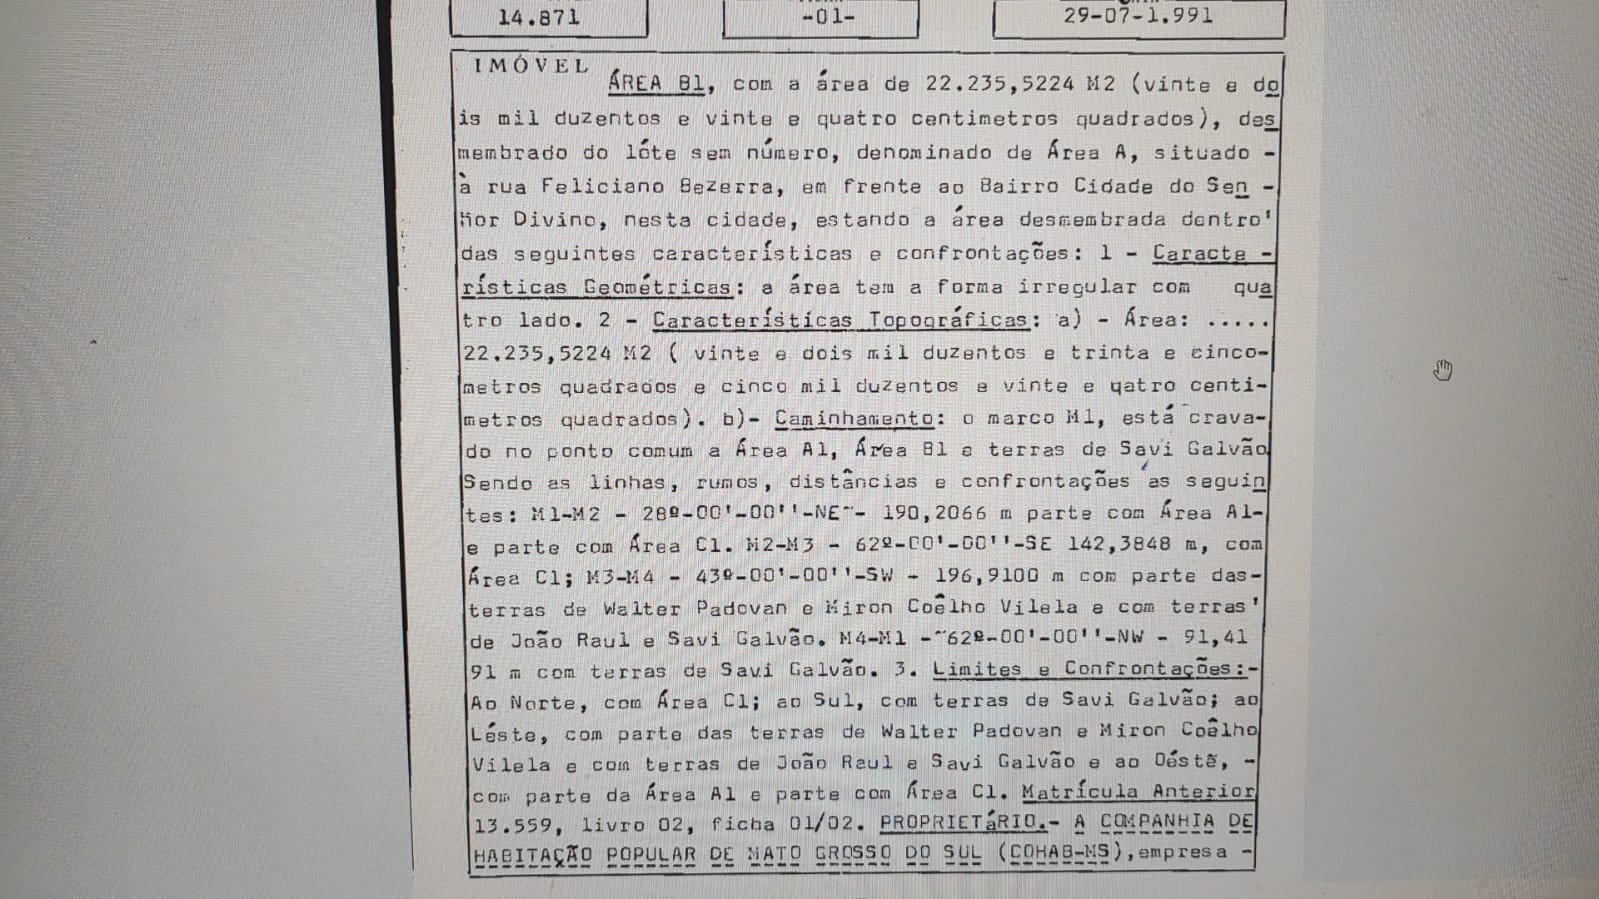 14.871
-01-
29-07-1.991
IMÓVEL
ÁREA B1, com a área de 22.235,5224 M2 (vinte e do
is mil duzentos e vinte e quatro centimetros quadrados), des
membrado do lóte sem número, denominado de Área A, situado -
à rua Feliciano Bezerra, em frente ao Bairro Cidade do Sen -
hor Divino, nesta cidade, estando a área desmembrada dentro'
das seguintes características e confrontações: 1 - Caracte -
rísticas Geométricas: a área tem a forma irregular com qua
tro lado. 2 - Características Topográficas: a) - Área: .....
22.235,5224 M2 ( vinte e dois mil duzentos e trinta e cinco-
metros quadrados e cinco mil duzentos e vinte e qatro centi-
metros quadrados). b)- Caminhamento: o marco M1, está crava-
do no ponto comum a Área A1, Área B1 e terras de Savi Galvão
Sendo as linhas, rumos, distâncias e confrontações as seguin
tes: M1-M2 - 28º-00'-00''-NE-- 190,2066 m parte com Área A1-
e parte com Área C1. M2-M3 - 62º-00'-00''-SE 142,3848 m, com
Área C1; M3-M4 - 43º-00'-00''-SW - 196,9100 m com parte das-
terras de Walter Padovan e Miron Coêlho Vilela e com terras'
de João Raul e Savi Galvão. M4-M1 -~62º-00'-00''-NW - 91,41
91 m com terras de Savi Galvão. 3. Limites e Confrontações:-
Ao Norte, com Área C1; ao Sul, com terras de Savi Galvão; ao
Léste, com parte das terras de Walter Padovan e Miron Coêlho
Vilela e com terras de João Raul e Savi Galvão e ao Oéstẽ, -
com parte da Área A1 e parte com Área C1. Matrícula Anterior
13.559, livro 02, ficha 01/02. PROPRIETáRIO.- A COMPANHIA DE
HABITAÇÃO POPULAR DE MATO GROSSO DO SUL (COHAB-MS),empresa -